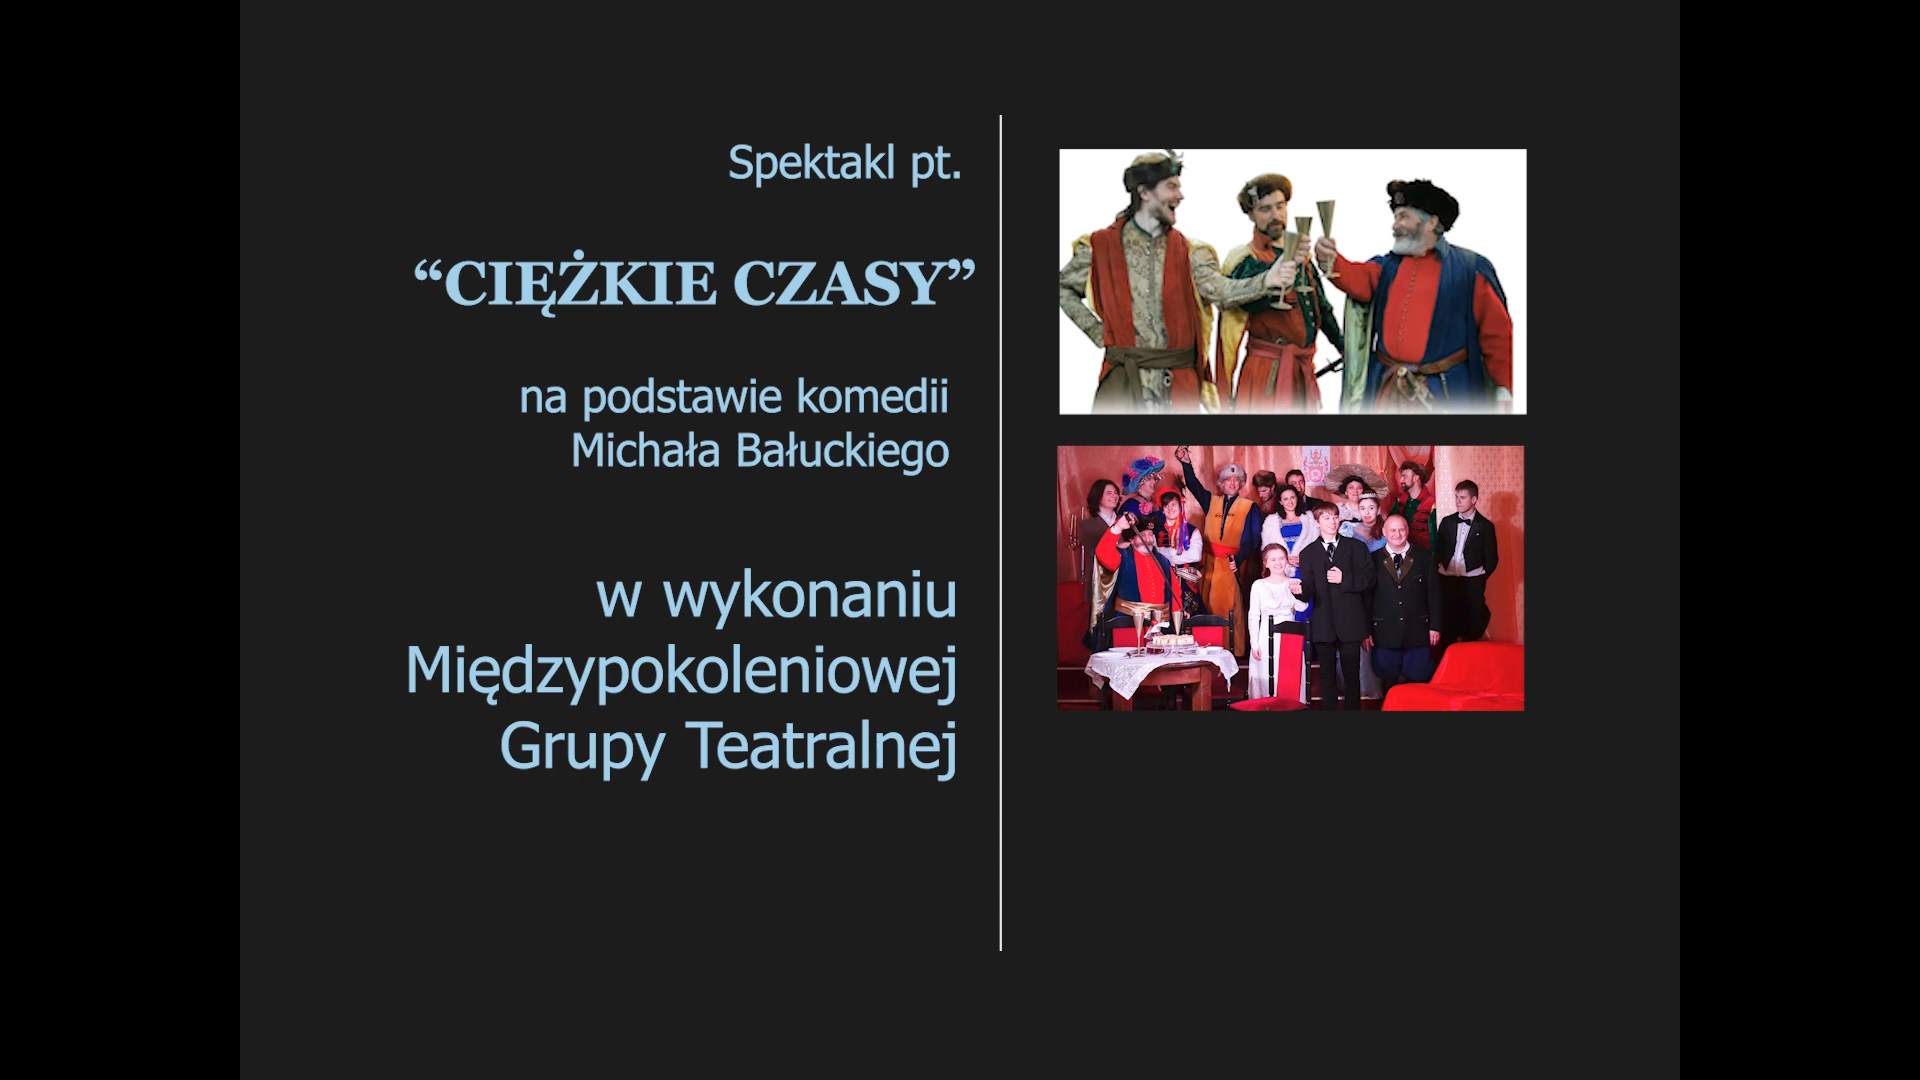 Spektakl pt.
“CIĘŻKIE CZASY”
na podstawie komedii
Michała Bałuckiego
w wykonaniu
Międzypokoleniowej
Grupy Teatralnej